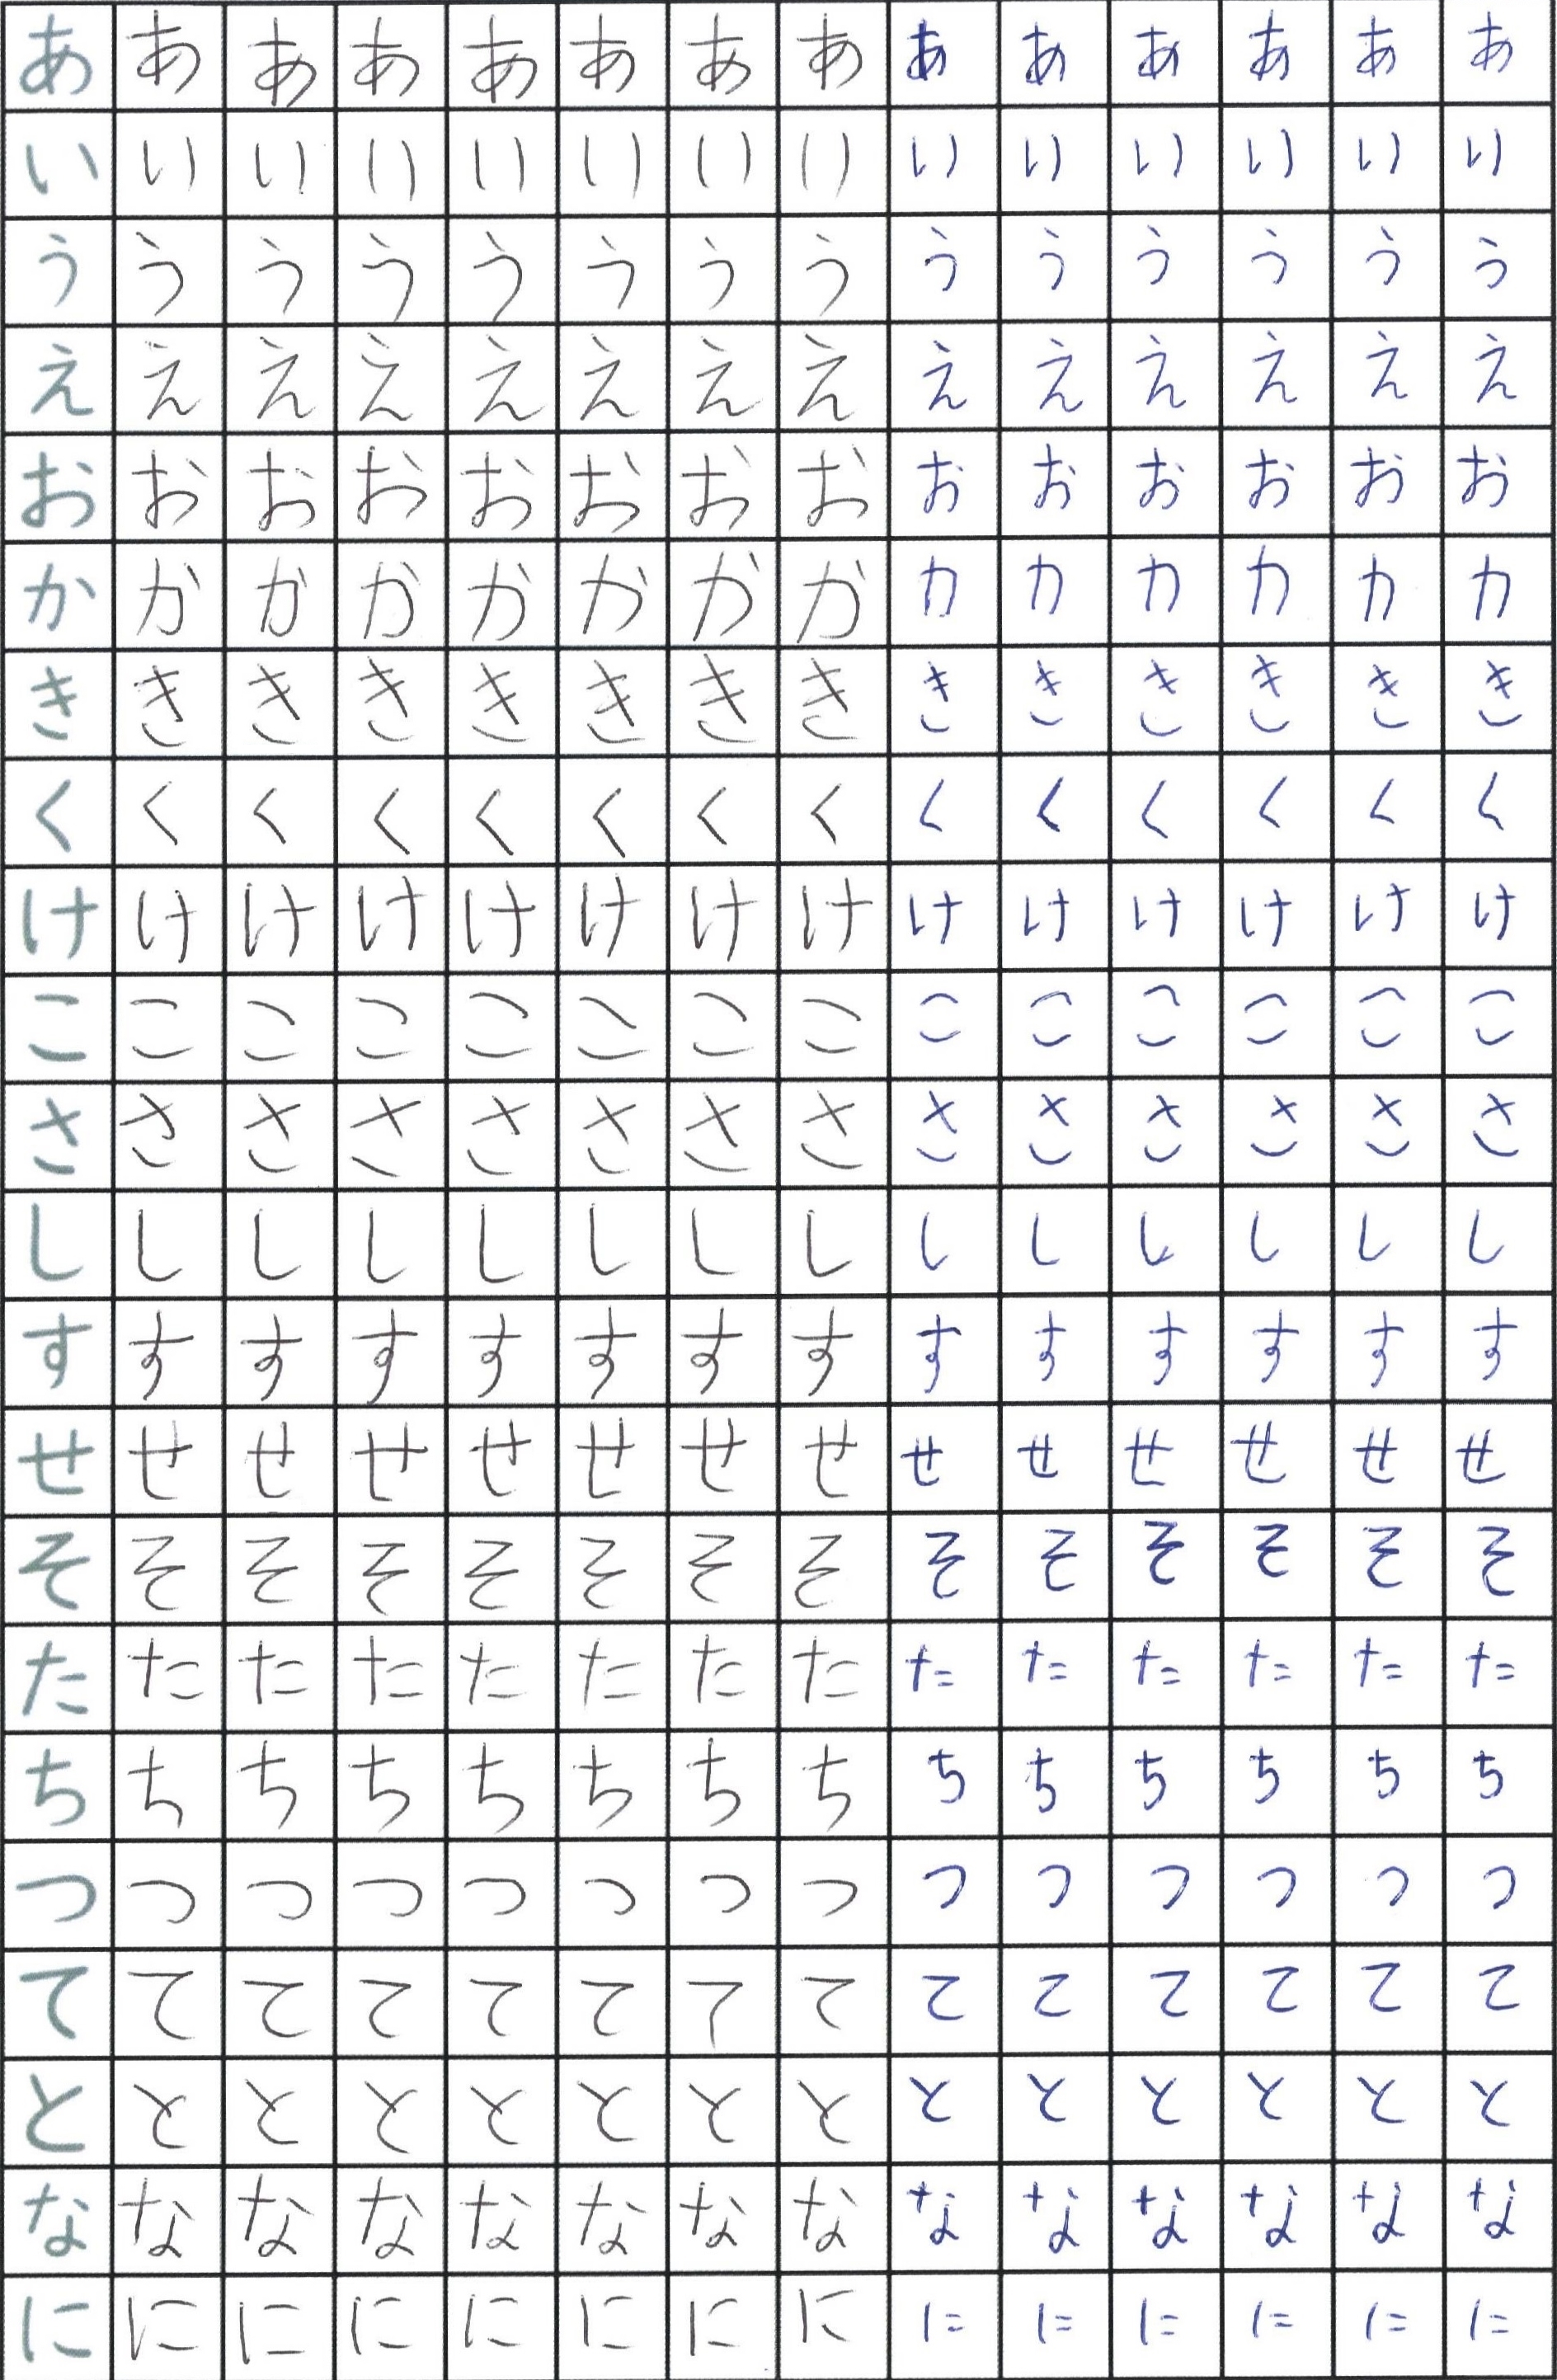 あ あ あ あ あ あ あ あ あ あ あ あ あ あ
い い い い い い い い い い い い い い
う う う う う う う う う う う う う う
え え え え え え え え え え え え え え
お お お お お お お お お お お お お お
か か か か か か か か か か か か か か
き き き き き き き き き き き き き き
く く く く く く く く く く く く く く
け け け け け け け け け け け け け け
こ こ こ こ こ こ こ こ こ こ こ こ こ こ
さ さ さ さ さ さ さ さ さ さ さ さ さ さ
し し し し し し し し し し し し し し
す す す す す す す す す す す す す す
せ せ せ せ せ せ せ せ せ せ せ せ せ せ
そ そ そ そ そ そ そ そ そ そ そ そ そ そ
た た た た た た た た た た た た た た
ち ち ち ち ち ち ち ち ち ち ち ち ち ち
つ つ つ つ つ つ つ つ つ つ つ つ つ つ
て て て て て て て て て て て て て て
と と と と と と と と と と と と と と
な な な な な な な な な な な な な な
に に に に に に に に に に に に に に